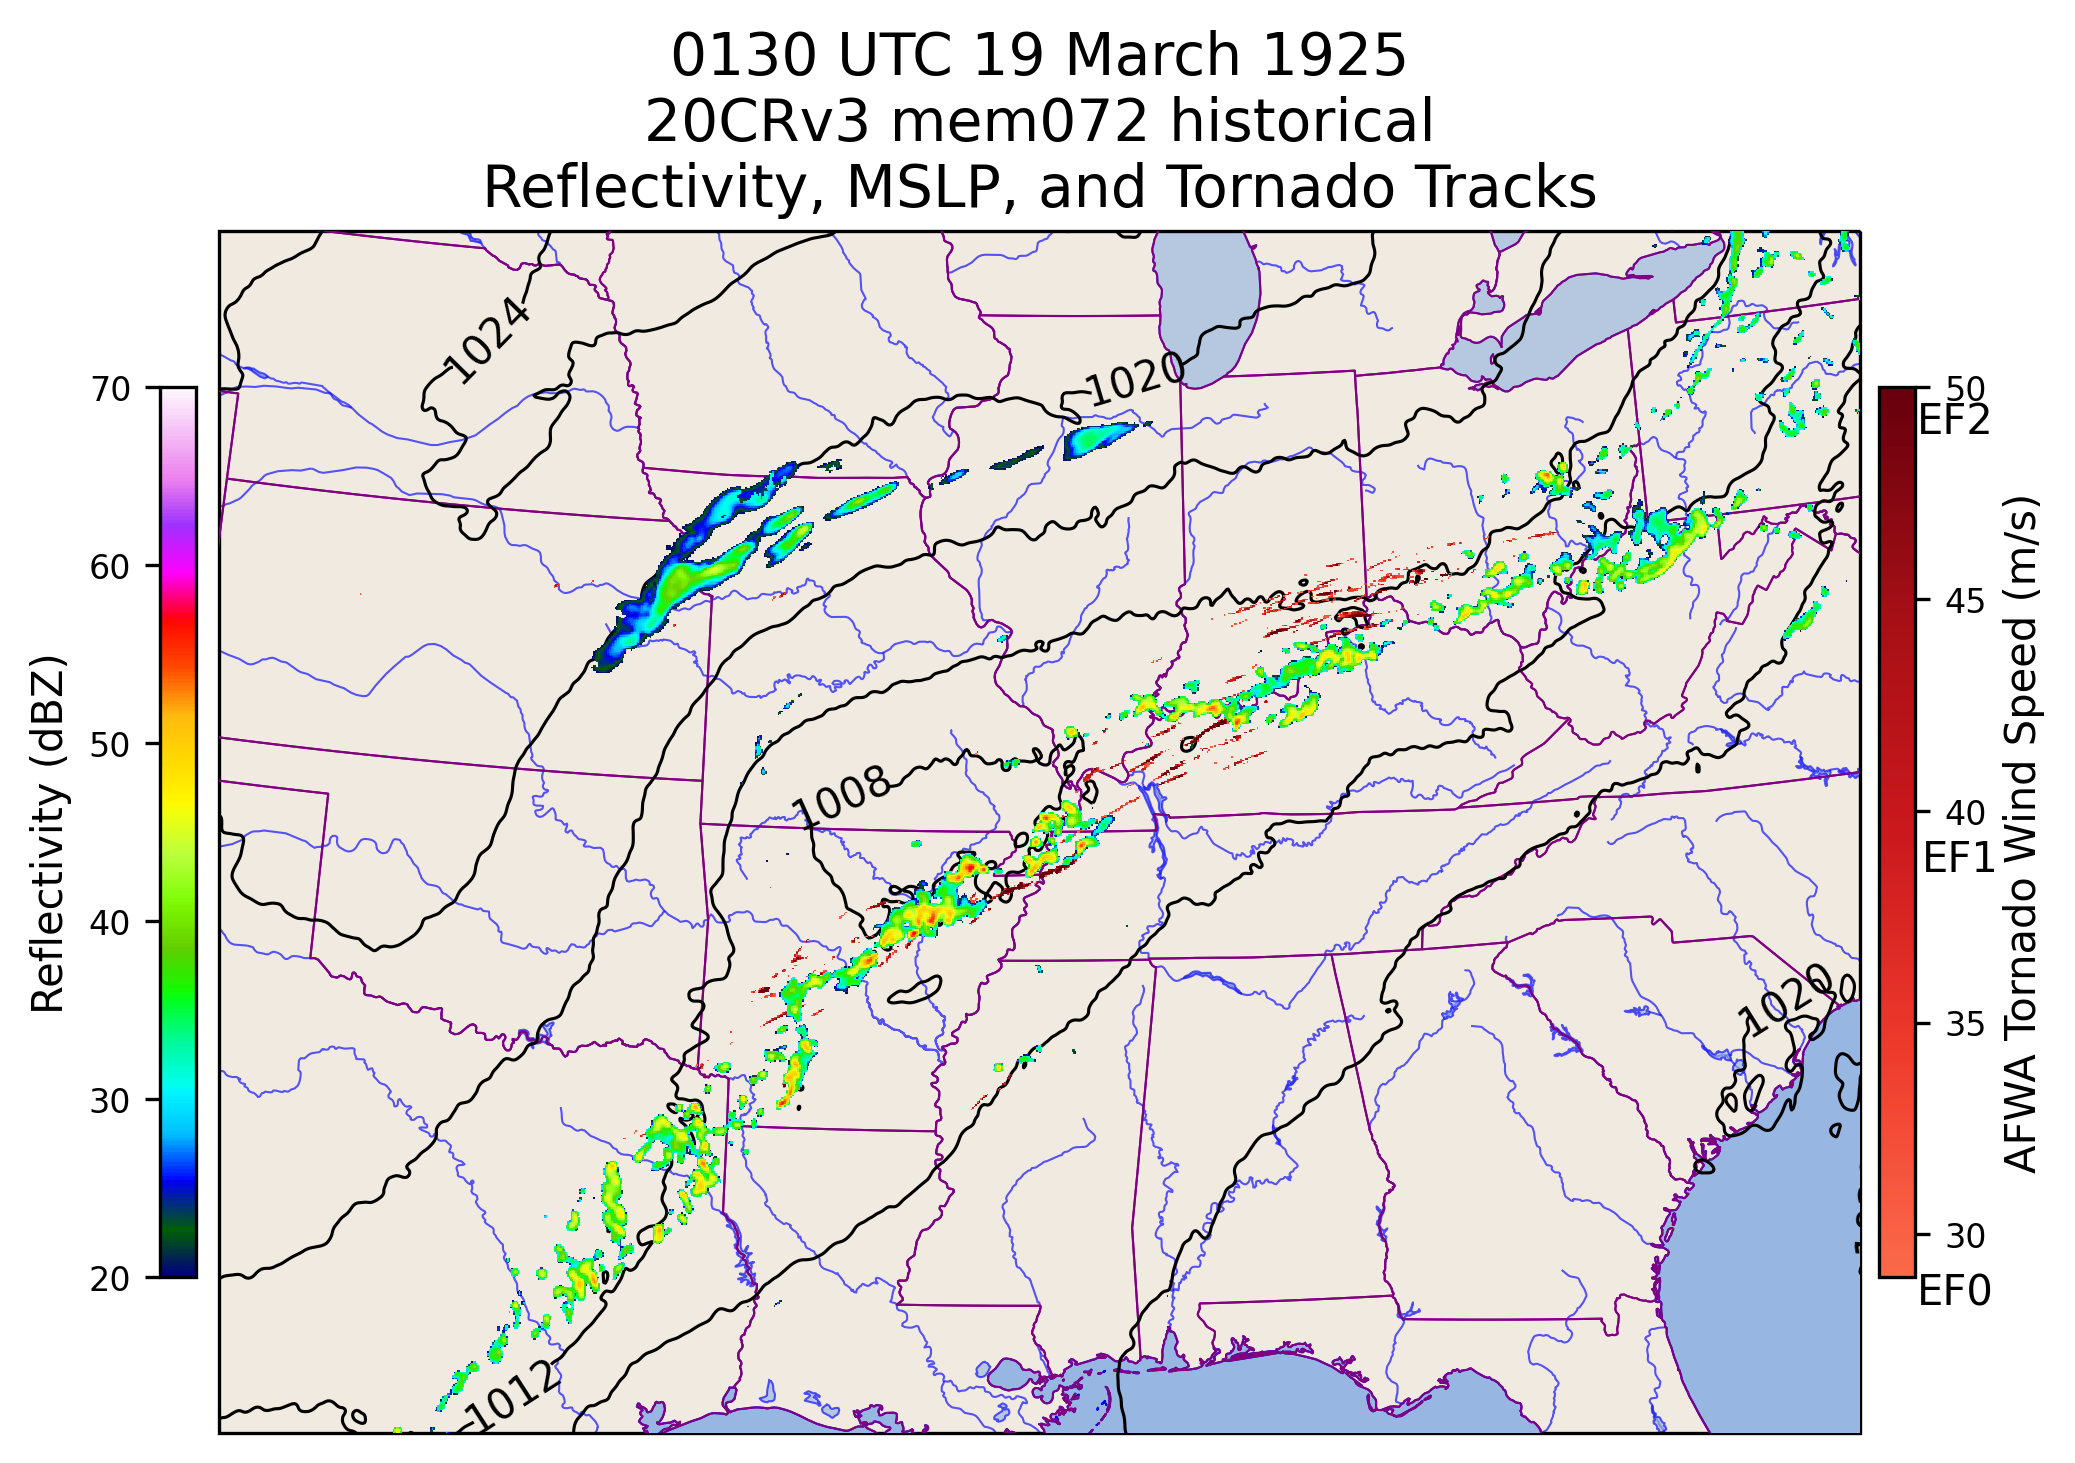 0130 UTC 19 March 1925
20CRv3 mem072 historical
Reflectivity, MSLP, and Tornado Tracks
1024
1020
1008
1020
1012
70
60
50
40
30
20
Reflectivity (dBZ)
50
EF2
45
40
EF1
35
30
EF0
AFWA Tornado Wind Speed (m/s)